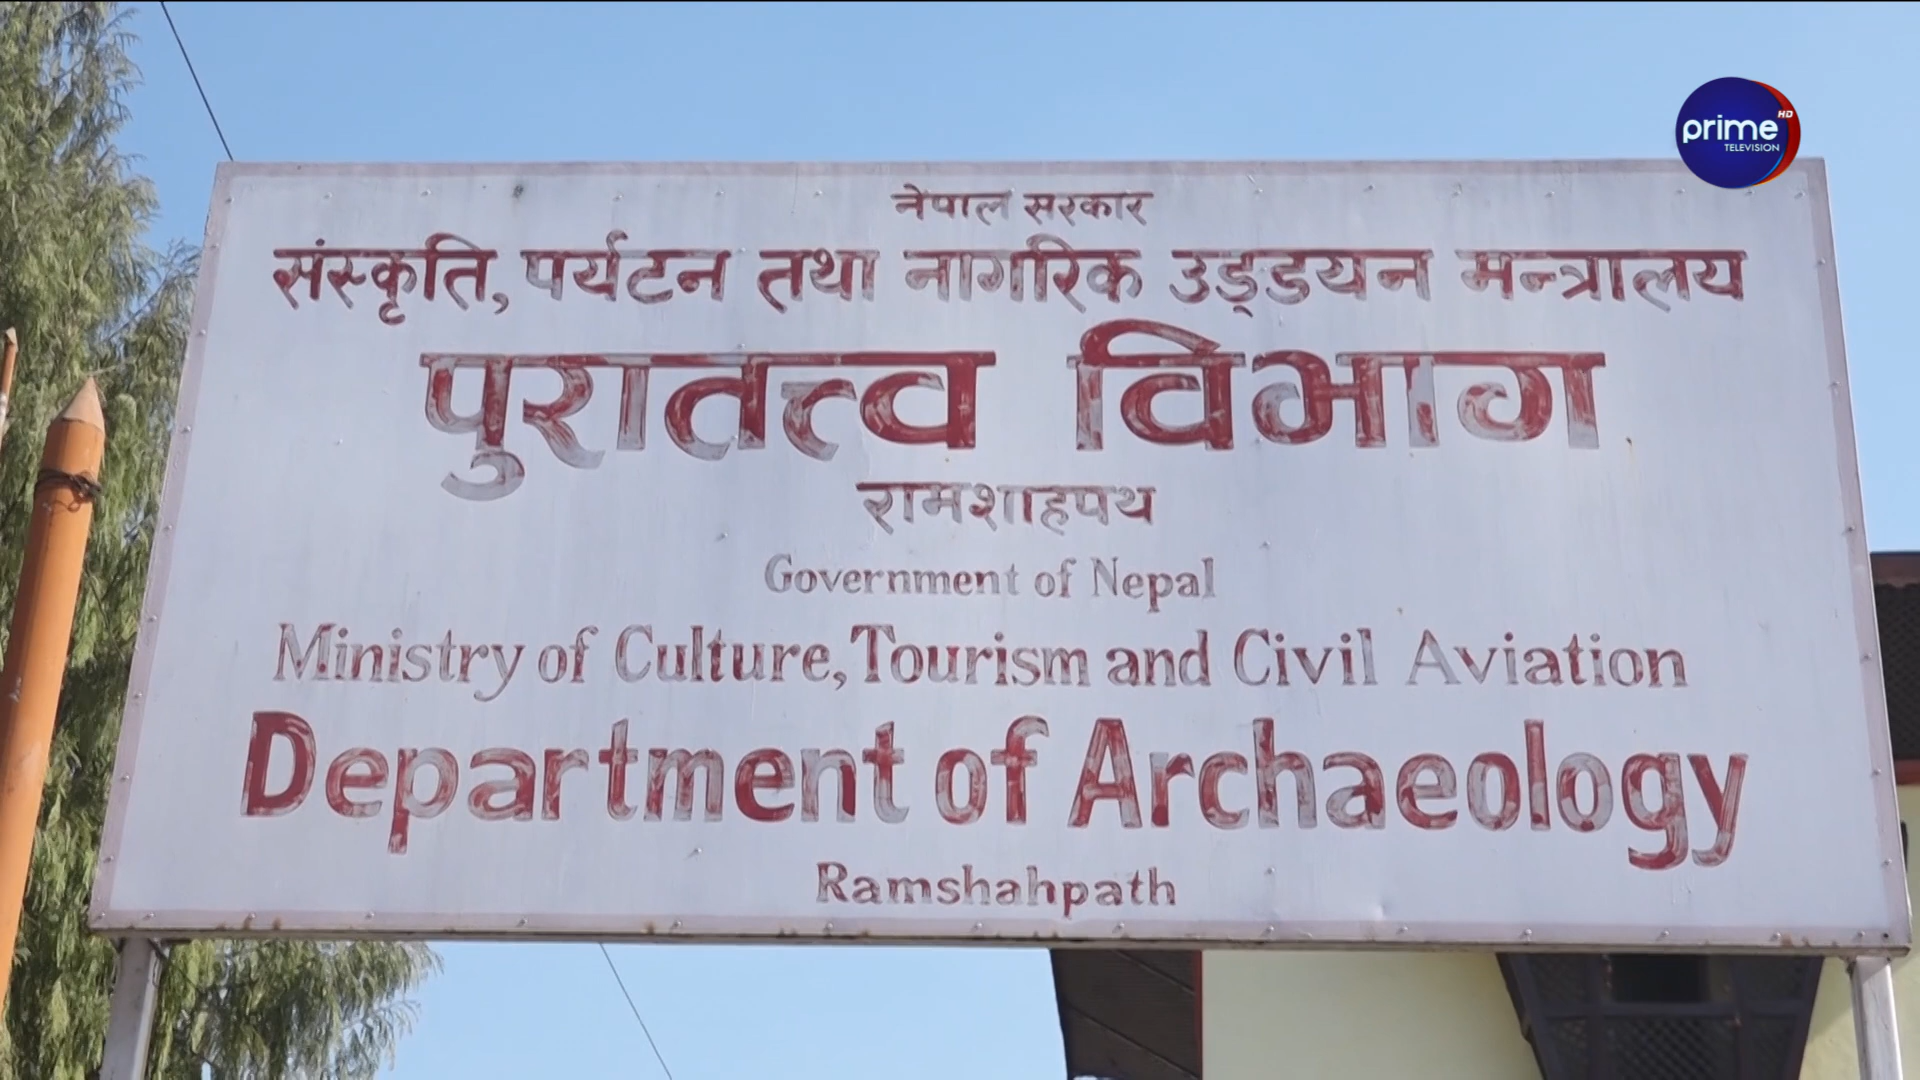 prime HD
TELEVISION
नेपाल सरकार
संस्कृति, पर्यटन तथा नागरिक उड्डयन मन्त्रालय
पुरातत्त्व विभाग
रामशाहपथ
Government of Nepal
Ministry of Culture, Tourism and Civil Aviation
Department of Archaeology
Ramshahpath